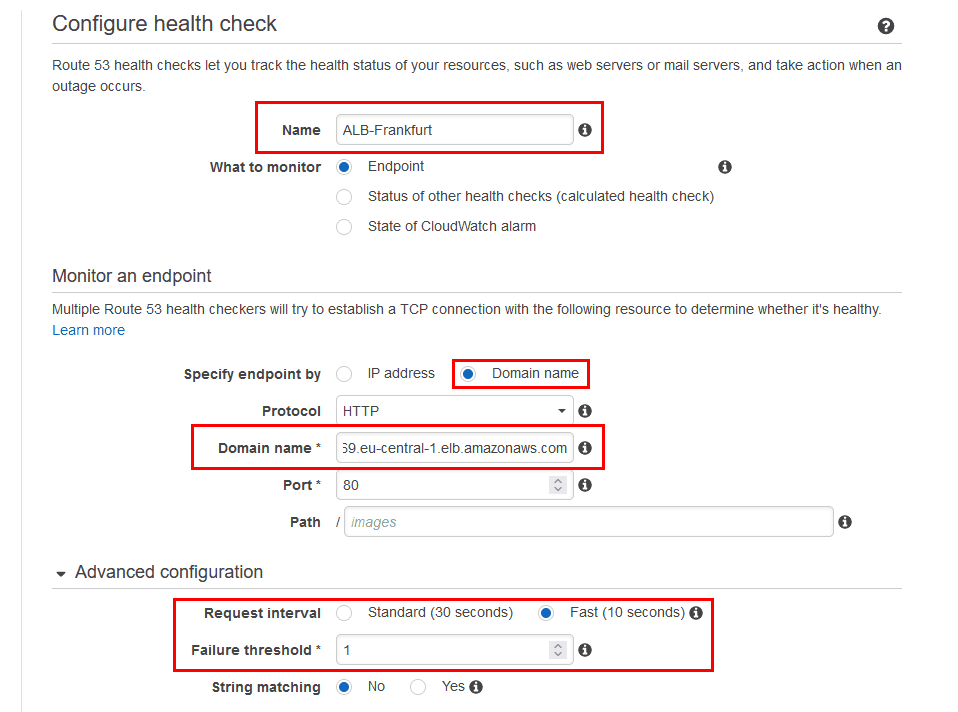 Configure health check
Route 53 health checks let you track the health status of your resources, such as web servers or mail servers, and take action when an
outage occurs.
Name ALB-Frankfurt
What to monitor Endpoint
Status of other health checks (calculated health check)
State of CloudWatch alarm
Monitor an endpoint
Multiple Route 53 health checkers will try to establish a TCP connection with the following resource to determine whether it's healthy.
Learn more
Specify endpoint by IP address Domain name
Protocol HTTP
Domain name * 69.eu-central-1.elb.amazonaws.com
Port * 80
Path / images
Advanced configuration
Request interval Standard (30 seconds) Fast (10 seconds)
Failure threshold * 1
String matching No Yes